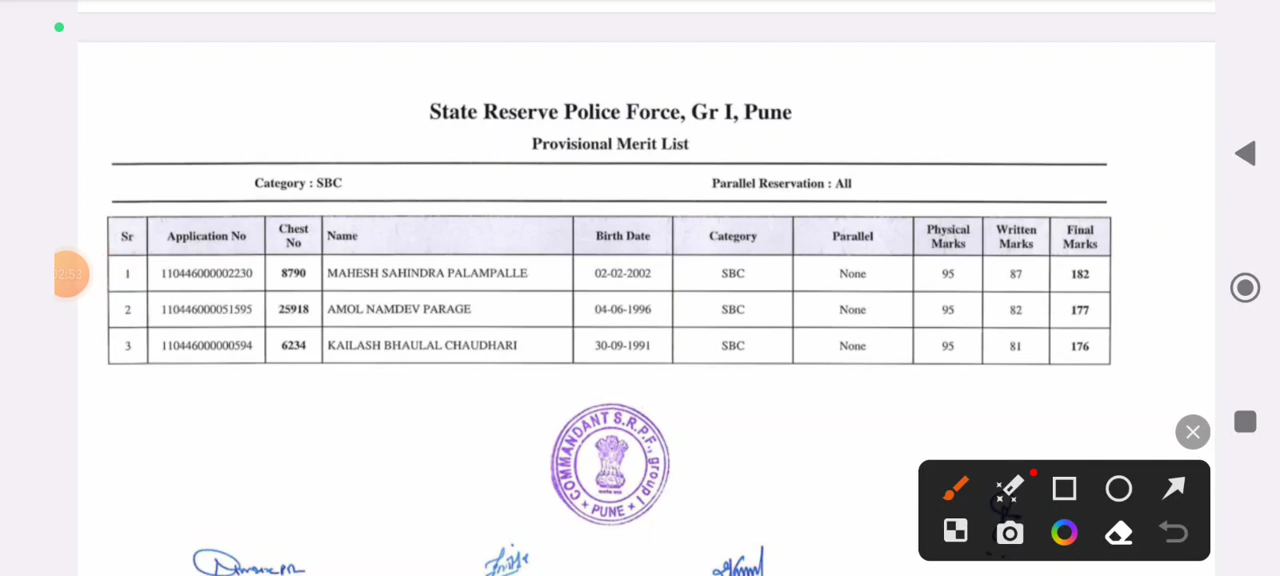 State Reserve Police Force, Gr I, Pune
Provisional Merit List
Category : SBC Parallel Reservation : All
Sr Application No Chest No Name Birth Date Category Parallel Physical Marks Written Marks Final Marks
1 110446000002230 8790 MAHESH SAHINDRA PALAMPALLE 02-02-2002 SBC None 95 87 182
2 110446000051595 25918 AMOL NAMDEV PARAGE 04-06-1996 SBC None 95 82 177
3 110446000000594 6234 KAILASH BHAULAL CHAUDHARI 30-09-1991 SBC None 95 81 176
02:53
COMMANDANT S.R.P.F., group I
* PUNE *